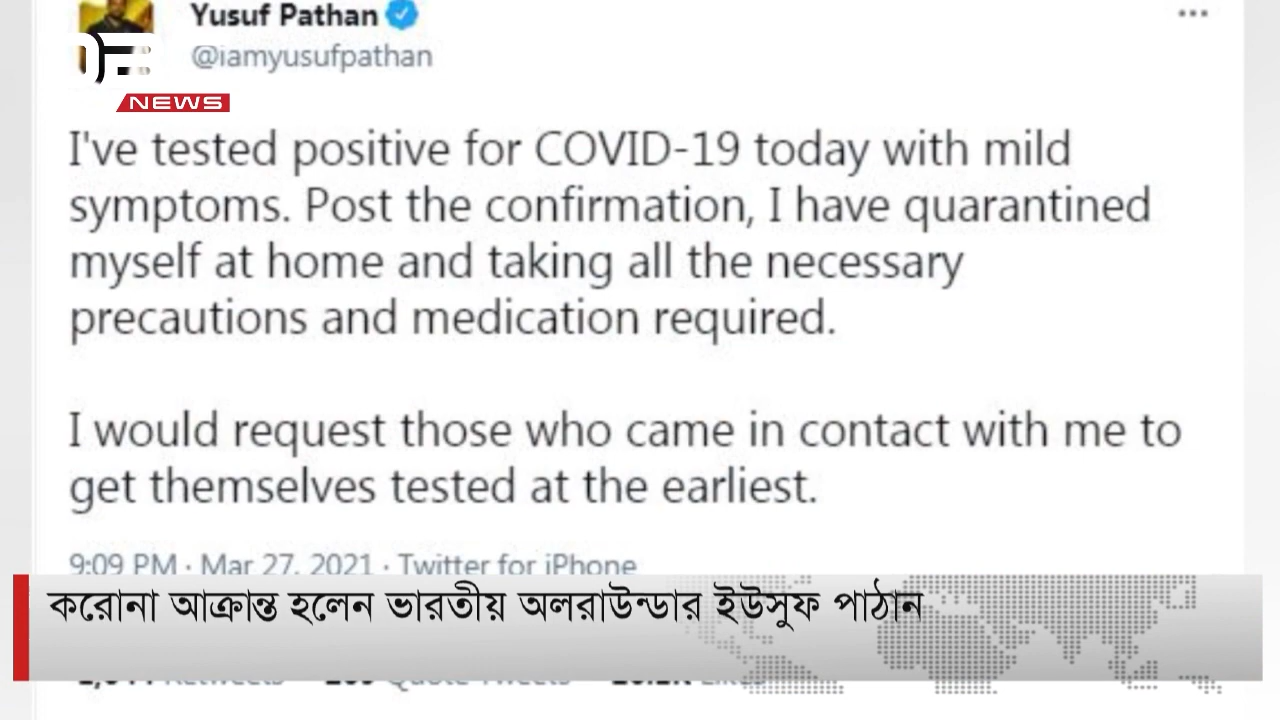 Yusuf Pathan
@iamyusufpathan
NEWS
I've tested positive for COVID-19 today with mild
symptoms. Post the confirmation, I have quarantined
myself at home and taking all the necessary
precautions and medication required.
I would request those who came in contact with me to
get themselves tested at the earliest.
9:09 PM · Mar 27, 2021 · Twitter for iPhone
করোনা আক্রান্ত হলেন ভারতীয় অলরাউন্ডার ইউসুফ পাঠান